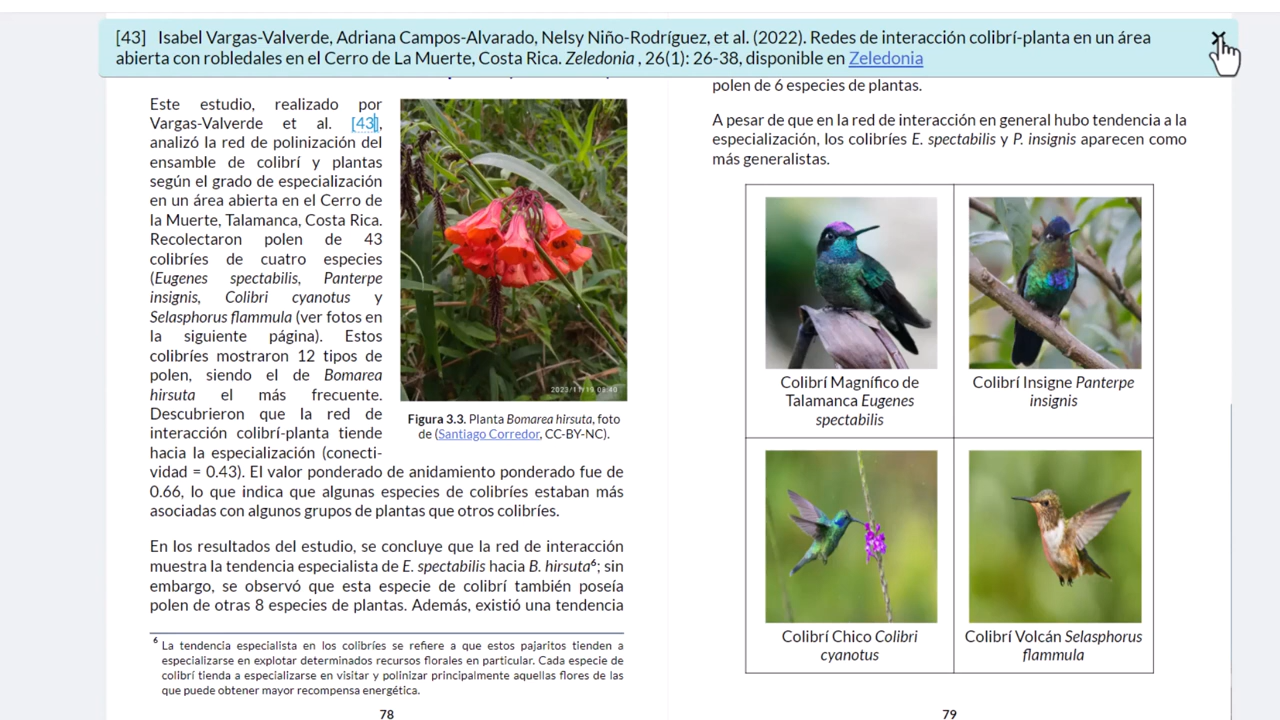 [43] Isabel Vargas-Valverde, Adriana Campos-Alvarado, Nelsy Niño-Rodríguez, et al. (2022). Redes de interacción colibrí-planta en un área
abierta con robledales en el Cerro de La Muerte, Costa Rica. Zeledonia , 26(1): 26-38, disponible en Zeledonia
Este estudio, realizado por
Vargas-Valverde et al. [43],
analizó la red de polinización del
ensamble de colibrí y plantas
según el grado de especialización
en un área abierta en el Cerro de
la Muerte, Talamanca, Costa Rica.
Recolectaron polen de 43
colibríes de cuatro especies
(Eugenes spectabilis, Panterpe
insignis, Colibri cyanotus y
Selasphorus flammula (ver fotos en
la siguiente página). Estos
colibríes mostraron 12 tipos de
polen, siendo el de Bomarea
hirsuta el más frecuente.
Descubrieron que la red de
interacción colibrí-planta tiende
hacia la especialización (conecti-
vidad = 0.43). El valor ponderado de anidamiento ponderado fue de
0.66, lo que indica que algunas especies de colibríes estaban más
asociadas con algunos grupos de plantas que otros colibríes.
2023/11/19 08:40
Figura 3.3. Planta Bomarea hirsuta, foto
de (Santiago Corredor, CC-BY-NC).
En los resultados del estudio, se concluye que la red de interacción
muestra la tendencia especialista de E. spectabilis hacia B. hirsuta⁶; sin
embargo, se observó que esta especie de colibrí también poseía
polen de otras 8 especies de plantas. Además, existió una tendencia
⁶ La tendencia especialista en los colibríes se refiere a que estos pajaritos tienden a
especializarse en explotar determinados recursos florales en particular. Cada especie de
colibrí tienda a especializarse en visitar y polinizar principalmente aquellas flores de las
que puede obtener mayor recompensa energética.
78
polen de 6 especies de plantas.
A pesar de que en la red de interacción en general hubo tendencia a la
especialización, los colibríes E. spectabilis y P. insignis aparecen como
más generalistas.
Colibrí Magnífico de
Talamanca Eugenes
spectabilis
Colibrí Insigne Panterpe
insignis
Colibrí Chico Colibri
cyanotus
Colibrí Volcán Selasphorus
flammula
79